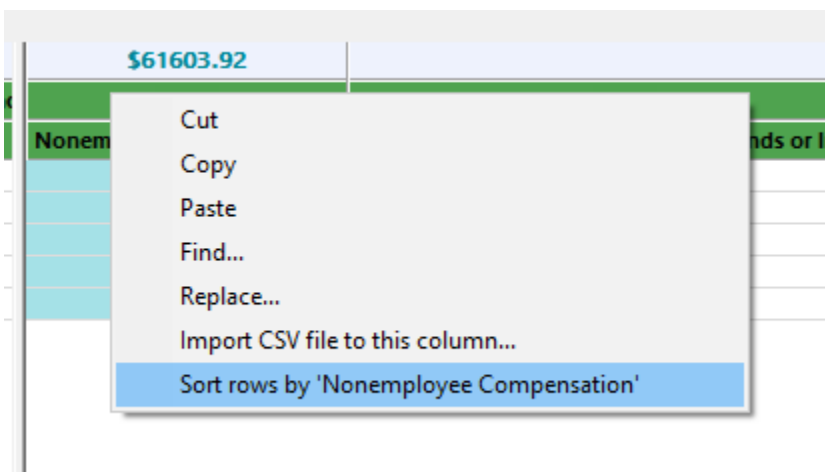 $61603.92
Nonem
nds or I
Cut
Copy
Paste
Find...
Replace...
Import CSV file to this column...
Sort rows by 'Nonemployee Compensation'